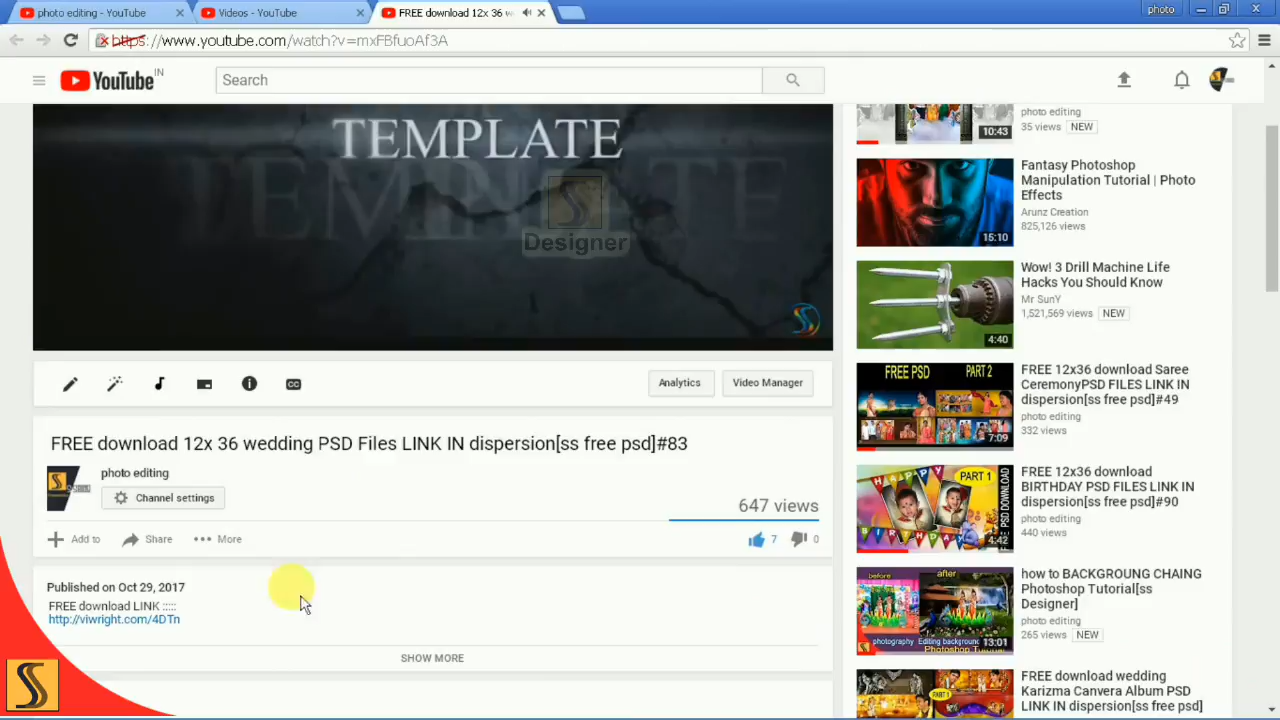 photo editing - YouTube
Videos - YouTube
FREE download 12x 36 w
photo
https://www.youtube.com/watch?v=mxFBfuoAf3A
YouTube IN
Search
TEMPLATE
Designer
Analytics
Video Manager
FREE download 12x 36 wedding PSD Files LINK IN dispersion[ss free psd]#83
photo editing
Channel settings
647 views
Add to
Share
More
7
0
Published on Oct 29, 2017
FREE download LINK :::::
http://viwright.com/4DTn
SHOW MORE
10:43
photo editing
35 views NEW
15:10
Fantasy Photoshop
Manipulation Tutorial | Photo
Effects
Arunz Creation
825,126 views
4:40
Wow! 3 Drill Machine Life
Hacks You Should Know
Mr SunY
1,521,569 views NEW
FREE PSD PART 2
7:09
FREE 12x36 download Saree
CeremonyPSD FILES LINK IN
dispersion[ss free psd]#49
photo editing
332 views
HAPPY
BIRTHDAY
PART 1
4:42
FREE 12x36 download
BIRTHDAY PSD FILES LINK IN
dispersion[ss free psd]#90
photo editing
440 views
before after
photography Editing background
Photoshop
13:01
how to BACKGROUNG CHAING
Photoshop Tutorial[ss
Designer]
photo editing
265 views NEW
PART 1
FREE download wedding
Karizma Canvera Album PSD
LINK IN dispersion[ss free psd]